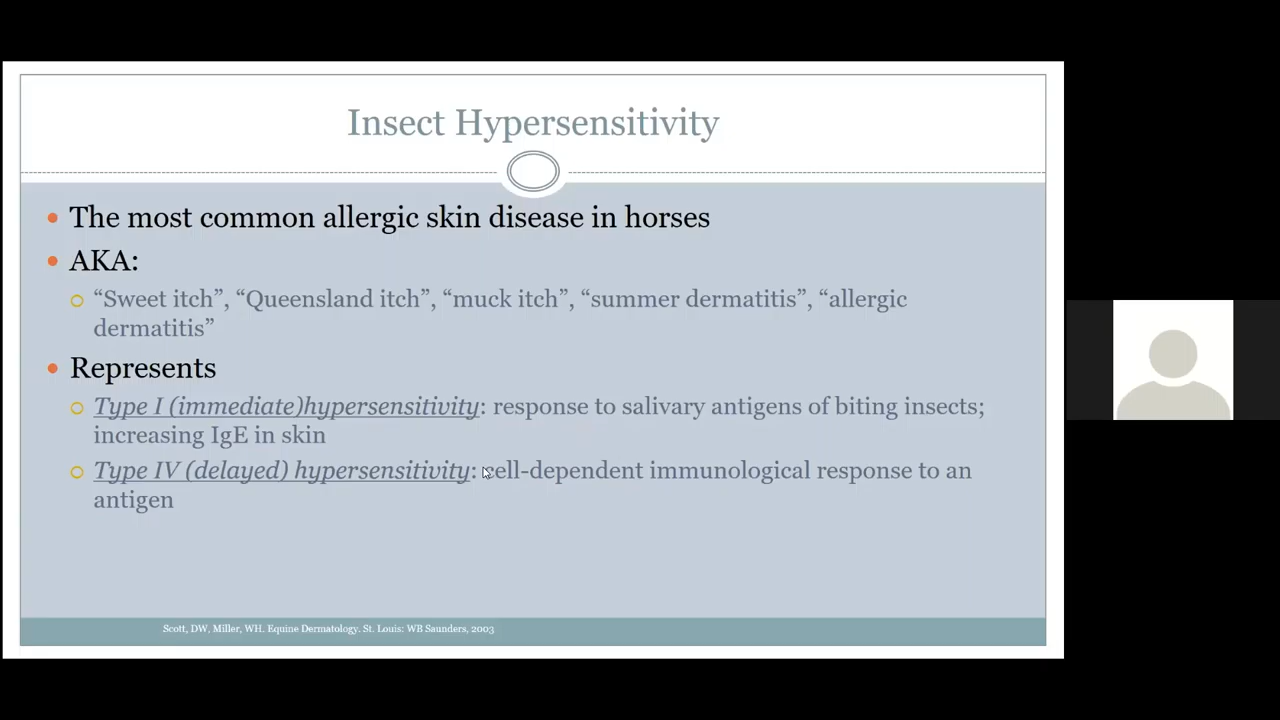 Insect Hypersensitivity
The most common allergic skin disease in horses
AKA:
“Sweet itch”, “Queensland itch”, “muck itch”, “summer dermatitis”, “allergic
dermatitis”
Represents
Type I (immediate)hypersensitivity: response to salivary antigens of biting insects;
increasing IgE in skin
Type IV (delayed) hypersensitivity: cell-dependent immunological response to an
antigen
Scott, DW, Miller, WH. Equine Dermatology. St. Louis: WB Saunders, 2003